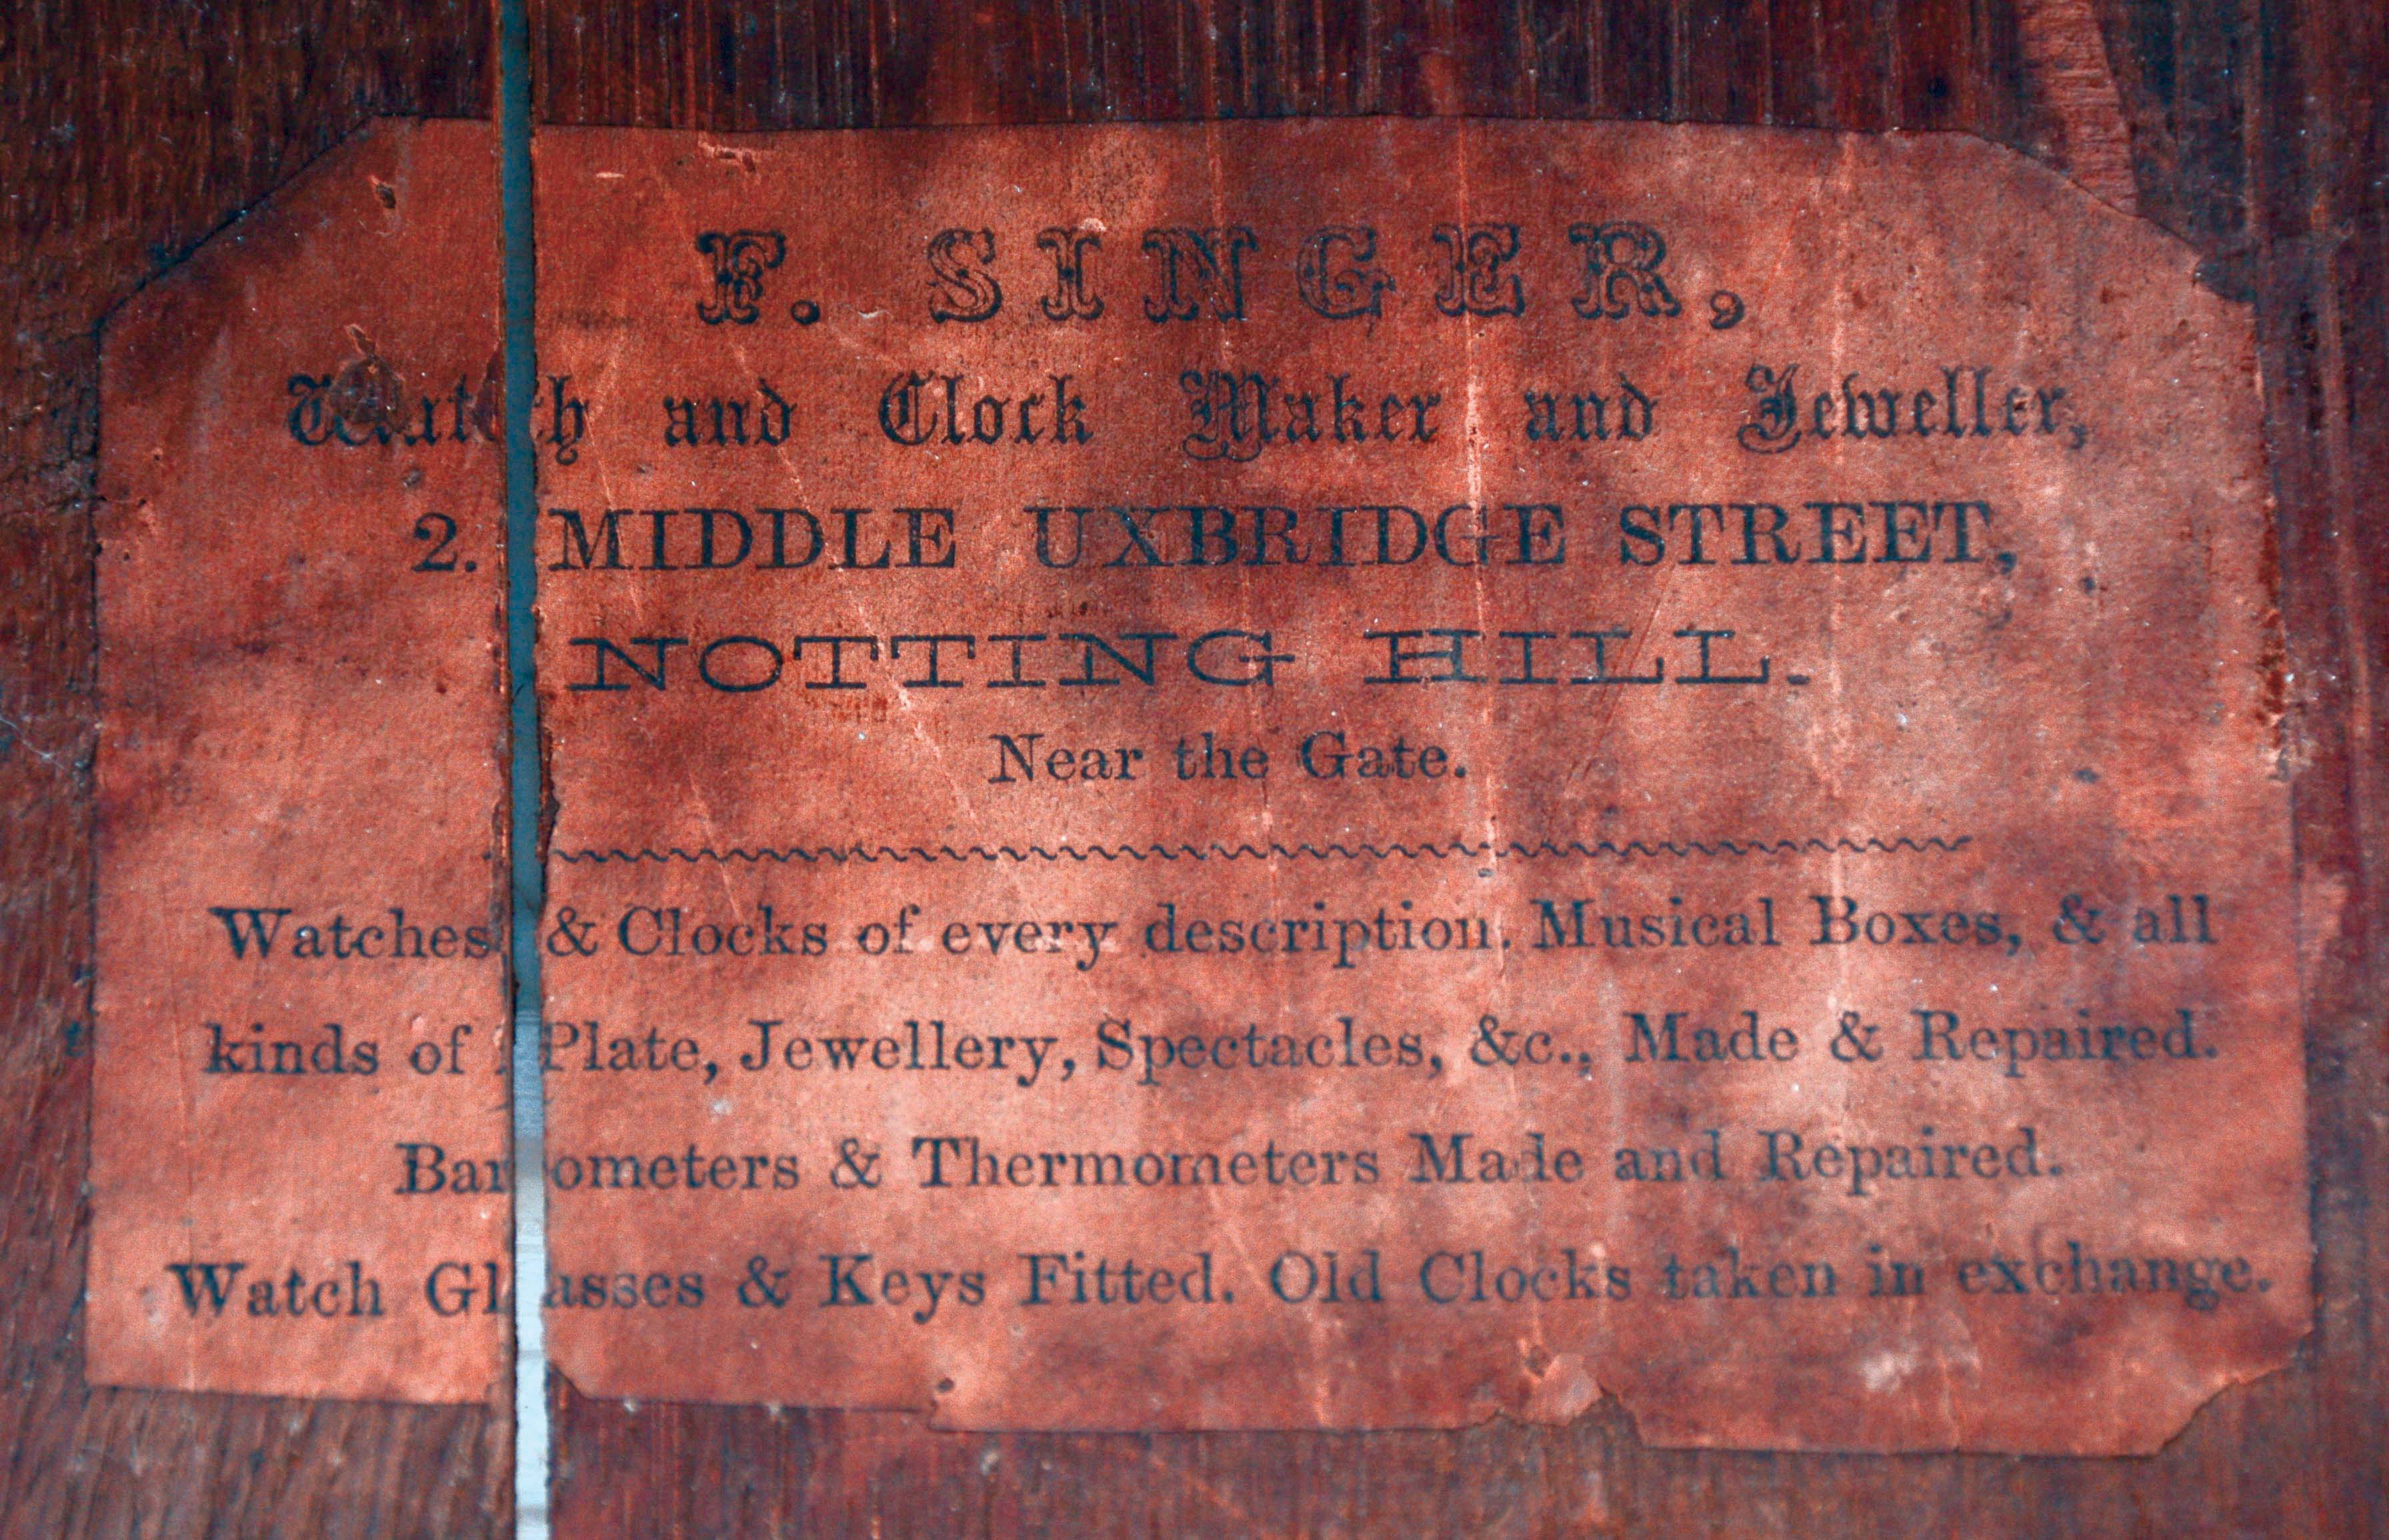 F. SINGER,
Watch and Clock Maker and Jeweller,
2. MIDDLE UXBRIDGE STREET,
NOTTING HILL.
Near the Gate.
Watches, & Clocks of every description. Musical Boxes, & all
kinds of Plate, Jewellery, Spectacles, &c., Made & Repaired.
Barometers & Thermometers Made and Repaired.
Watch Glasses & Keys Fitted. Old Clocks taken in exchange.